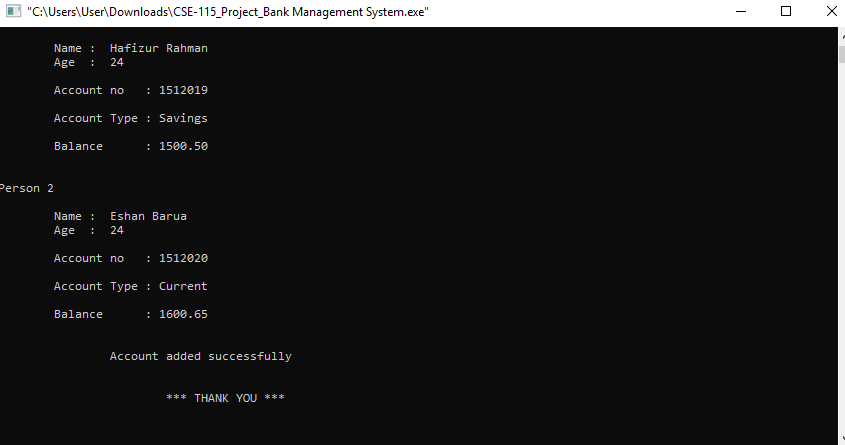 "C:\Users\User\Downloads\CSE-115_Project_Bank Management System.exe"
Name :  Hafizur Rahman
Age  :  24
Account no   : 1512019
Account Type : Savings
Balance      : 1500.50
Person 2
Name :  Eshan Barua
Age  :  24
Account no   : 1512020
Account Type : Current
Balance      : 1600.65
Account added successfully
*** THANK YOU ***